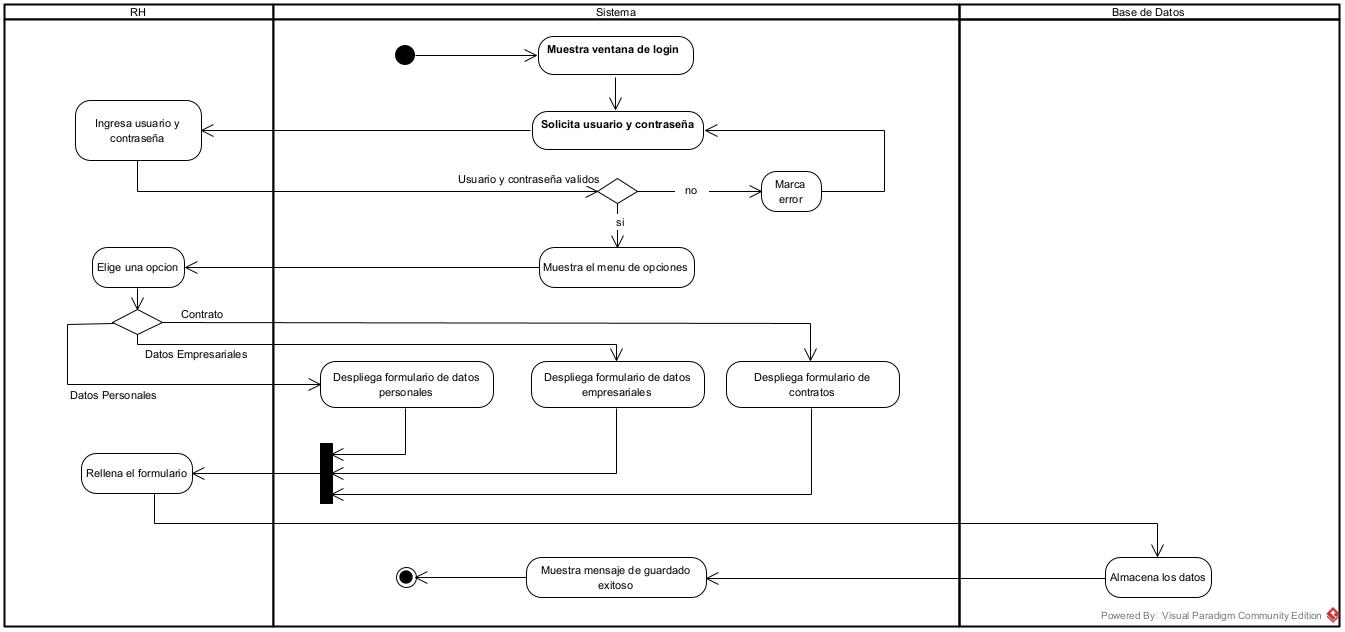 RH
Sistema
Base de Datos
Muestra ventana de login
Ingresa usuario y
contraseña
Solicita usuario y contraseña
Usuario y contraseña validos
no
Marca
error
si
Elige una opcion
Muestra el menu de opciones
Contrato
Datos Empresariales
Datos Personales
Despliega formulario de datos
personales
Despliega formulario de datos
empresariales
Despliega formulario de
contratos
Rellena el formulario
Muestra mensaje de guardado
exitoso
Almacena los datos
Powered By Visual Paradigm Community Edition